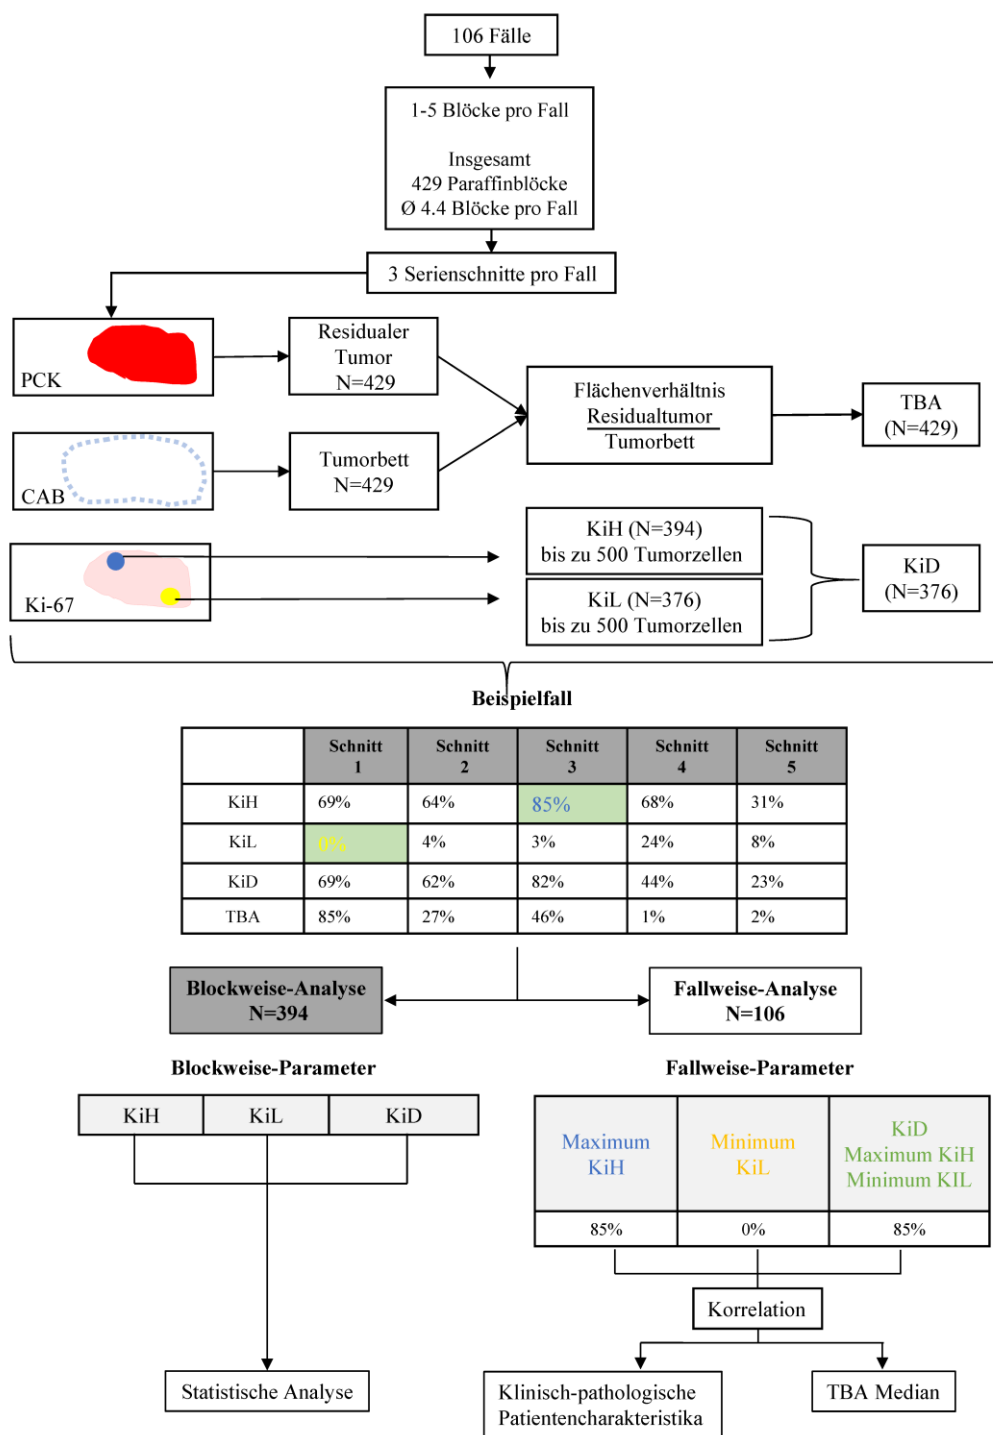 106 Fälle
1-5 Blöcke pro Fall
Insgesamt
429 Paraffinblöcke
Ø 4.4 Blöcke pro Fall
3 Serienschnitte pro Fall
PCK
Residualer
Tumor
N=429
CAB
Tumorbett
N=429
Flächenverhältnis
Residualtumor
Tumorbett
TBA
(N=429)
Ki-67
KiH (N=394)
bis zu 500 Tumorzellen
KiL (N=376)
bis zu 500 Tumorzellen
KiD
(N=376)
Beispielfall
Schnitt
1
Schnitt
2
Schnitt
3
Schnitt
4
Schnitt
5
KiH 69% 64% 85% 68% 31%
KiL 0% 4% 3% 24% 8%
KiD 69% 62% 82% 44% 23%
TBA 85% 27% 46% 1% 2%
Blockweise-Analyse
N=394
Fallweise-Analyse
N=106
Blockweise-Parameter
KiH KiL KiD
Statistische Analyse
Fallweise-Parameter
Maximum
KiH
Minimum
KiL
KiD
Maximum KiH
Minimum KIL
85% 0% 85%
Korrelation
Klinisch-pathologische
Patientencharakteristika
TBA Median